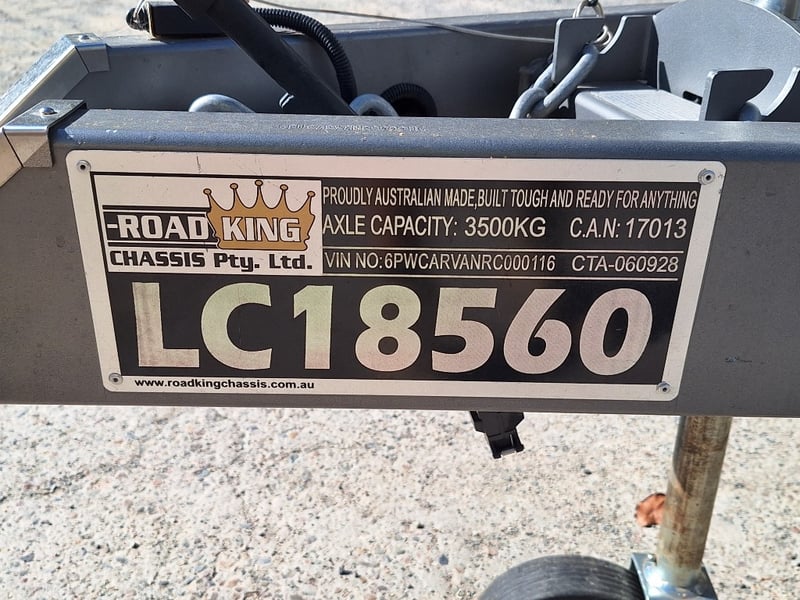 -ROAD KING
CHASSIS Pty. Ltd.
PROUDLY AUSTRALIAN MADE,BUILT TOUGH AND READY FOR ANYTHING
AXLE CAPACITY: 3500KG C.A.N: 17013
VIN NO:6PWCARVANRC000116 CTA-060928
LC18560
www.roadkingchassis.com.au